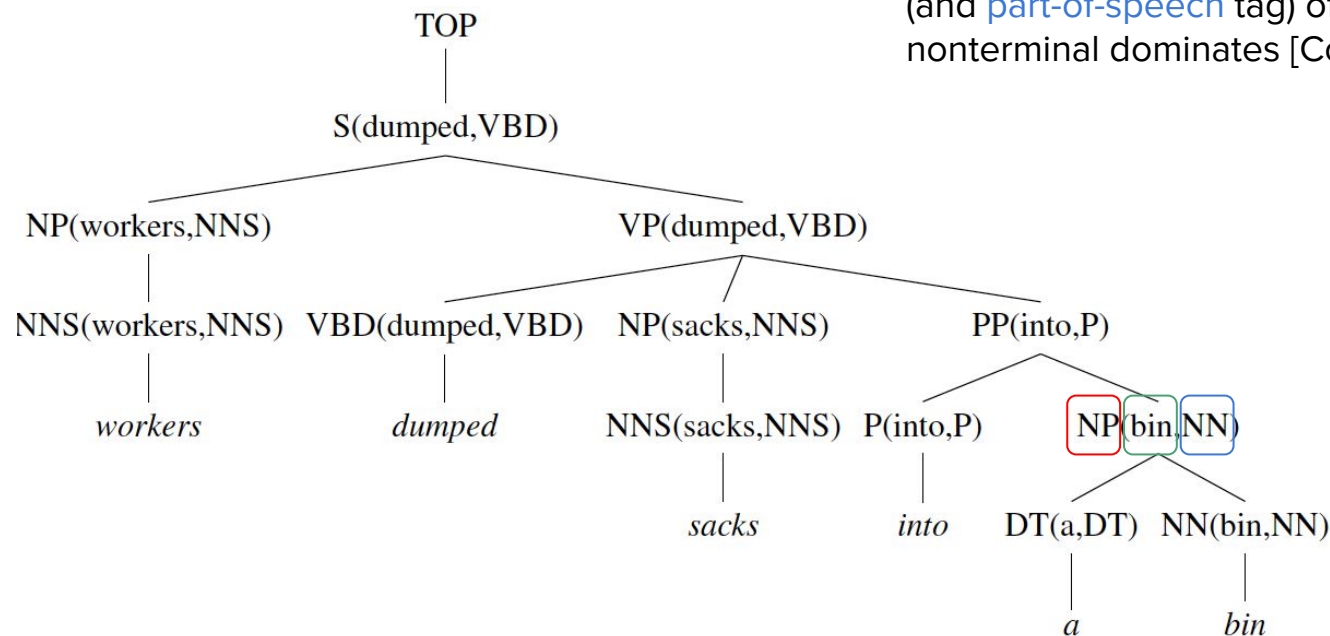 (and part-of-speech tag) of
nonterminal dominates [Co
TOP
S(dumped,VBD)
NP(workers,NNS) VP(dumped,VBD)
NNS(workers,NNS) VBD(dumped,VBD) NP(sacks,NNS) PP(into,P)
workers dumped NNS(sacks,NNS) P(into,P) NP(bin,NN)
sacks into DT(a,DT) NN(bin,NN)
a bin